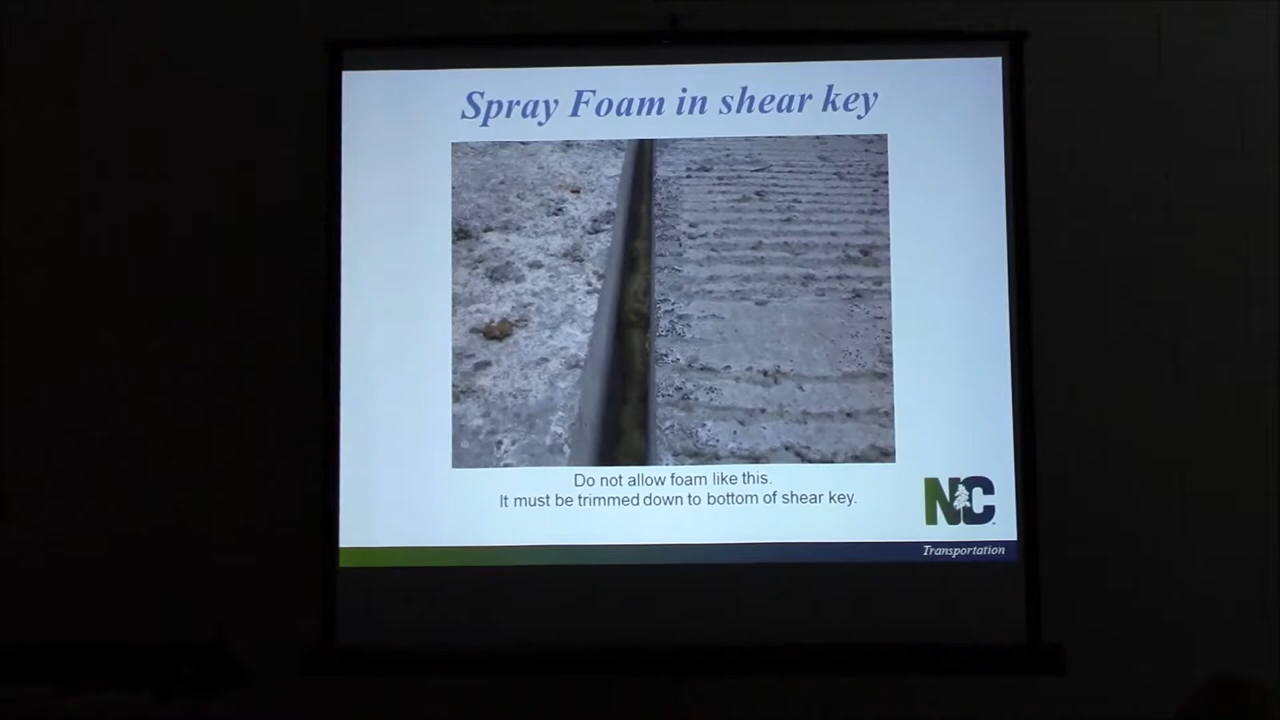 Spray Foam in shear key
Do not allow foam like this.
It must be trimmed down to bottom of shear key.
NC
Transportation